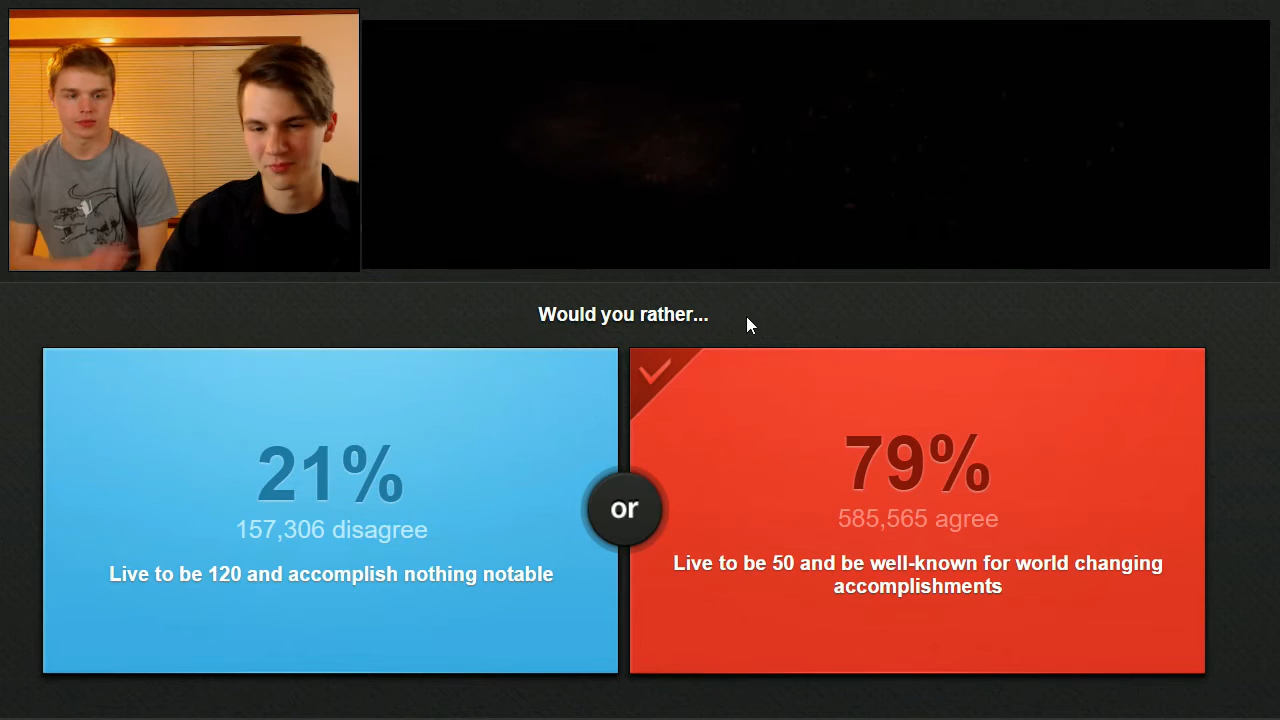 Would you rather...
21%
157,306 disagree
Live to be 120 and accomplish nothing notable
or
79%
585,565 agree
Live to be 50 and be well-known for world changing
accomplishments